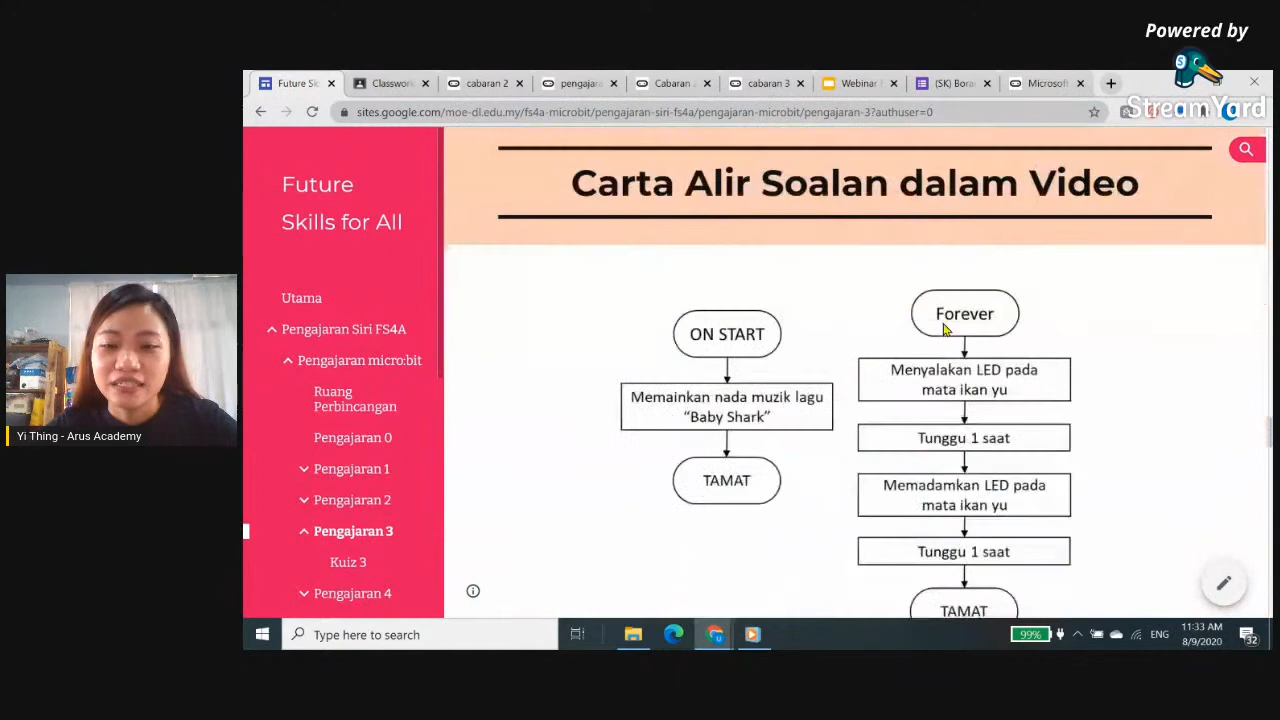 Powered by
StreamYard
Future Sk
Classwork
cabaran 2
pengajara
Cabaran
cabaran 3
Webinar
(SK) Bora
Microsoft
sites.google.com/moe-dl.edu.my/fs4a-microbit/pengajaran-siri-fs4a/pengajaran-microbit/pengajaran-3?authuser=0
Future
Skills for All
Utama
Pengajaran Siri FS4A
Pengajaran micro:bit
Ruang
Perbincangan
Pengajaran 0
Pengajaran 1
Pengajaran 2
Pengajaran 3
Kuiz 3
Pengajaran 4
Carta Alir Soalan dalam Video
ON START
Memainkan nada muzik lagu
“Baby Shark”
TAMAT
Forever
Menyalakan LED pada
mata ikan yu
Tunggu 1 saat
Memadamkan LED pada
mata ikan yu
Tunggu 1 saat
TAMAT
Yi Thing - Arus Academy
Type here to search
99%
ENG
11:33 AM
8/9/2020
32